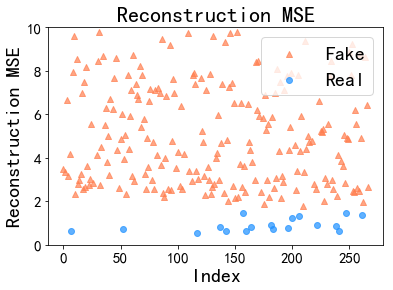 Reconstruction MSE
10
8
6
4
2
0
Reconstruction MSE
Fake
Real
0 50 100 150 200 250
Index